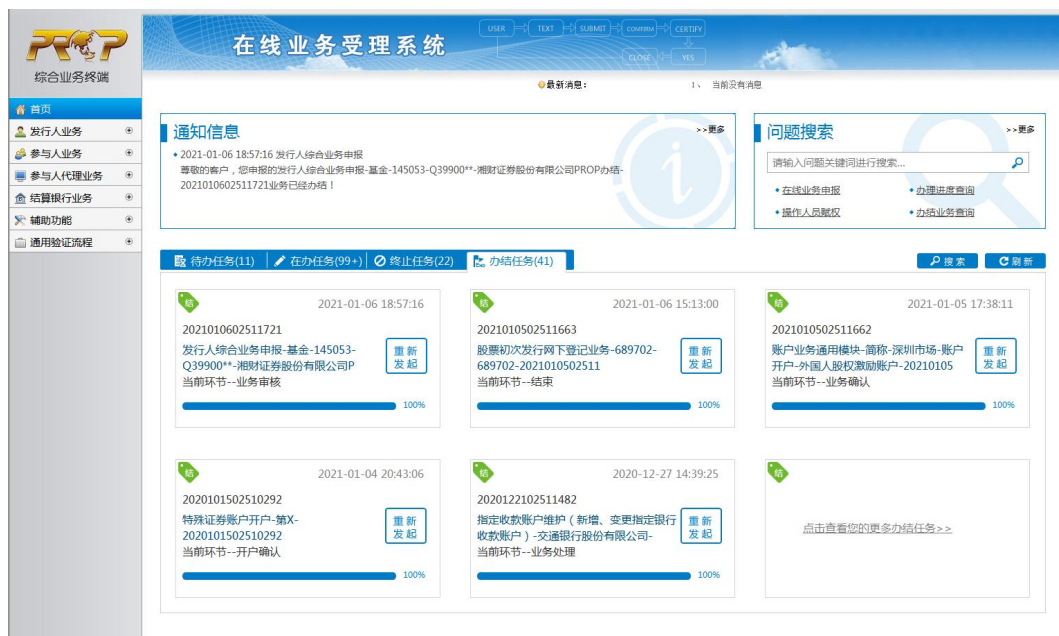 PROP
综合业务终端
在线业务受理系统
USER
TEXT
SUBMIT
CONFIRM
CERTIFY
CLOSE
YES
最新消息：
1、 当前没有消息
首页
发行人业务
参与人业务
参与人代理业务
结算银行业务
辅助功能
通用验证流程
通知信息
>>更多
2021-01-06 18:57:16 发行人综合业务申报
尊敬的客户，您申报的发行人综合业务申报-基金-145053-Q39900**-湘财证券股份有限公司PROP办结-
2021010602511721业务已经办结！
问题搜索
>>更多
请输入问题关键词进行搜索...
在线业务申报
办理进度查询
操作人员赋权
办结业务查询
待办任务(11)
在办任务(99+)
终止任务(22)
办结任务(41)
搜 索
刷 新
结
2021-01-06 18:57:16
2021010602511721
发行人综合业务申报-基金-145053-
Q39900**-湘财证券股份有限公司P
重 新
发 起
当前环节--业务审核
100%
结
2021-01-06 15:13:00
2021010502511663
股票初次发行网下登记业务-689702-
689702-2021010502511
重 新
发 起
当前环节--结束
100%
结
2021-01-05 17:38:11
2021010502511662
账户业务通用模块-简称-深圳市场-账户
开户-外国人股权激励账户-20210105
重 新
发 起
当前环节--业务确认
100%
结
2021-01-04 20:43:06
2020101502510292
特殊证券账户开户-第X-
2020101502510292
重 新
发 起
当前环节--开户确认
100%
结
2020-12-27 14:39:25
2020122102511482
指定收款账户维护（新增、变更指定银行
收款账户）-交通银行股份有限公司-
重 新
发 起
当前环节--业务处理
100%
结
点击查看您的更多办结任务>>